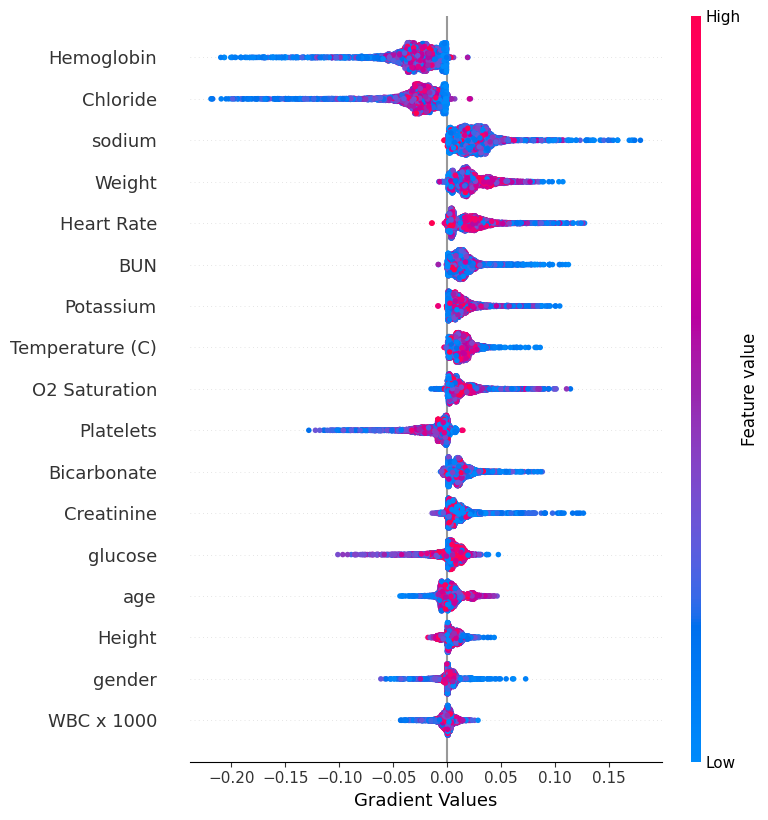 High
Hemoglobin
Chloride
sodium
Weight
Heart Rate
BUN
Potassium
Temperature (C)
O2 Saturation
Platelets
Bicarbonate
Creatinine
glucose
age
Height
gender
WBC x 1000
Feature value
Low
−0.20 −0.15 −0.10 −0.05 0.00 0.05 0.10 0.15
Gradient Values